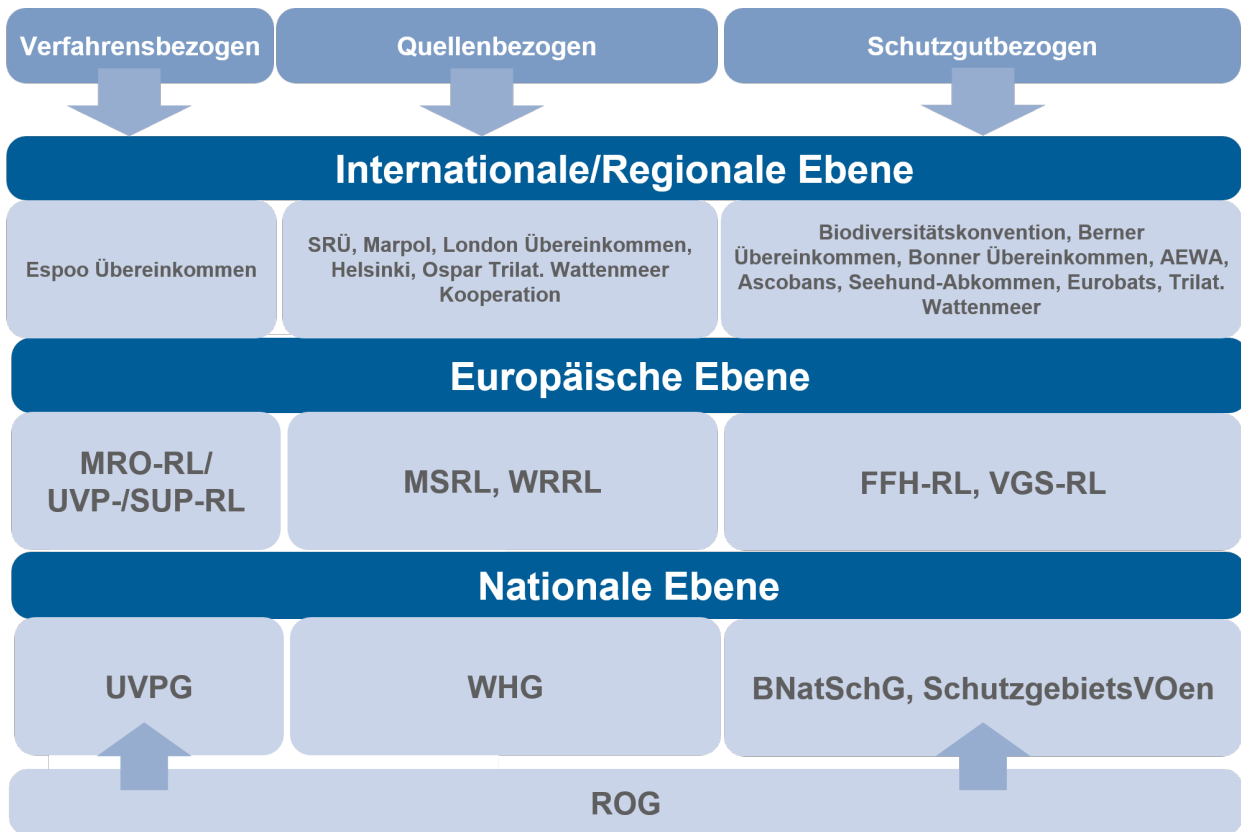 Verfahrensbezogen
Quellenbezogen
Schutzgutbezogen
Internationale/Regionale Ebene
Espoo Übereinkommen
SRÜ, Marpol, London Übereinkommen,
Helsinki, Ospar Trilat. Wattenmeer
Kooperation
Biodiversitätskonvention, Berner
Übereinkommen, Bonner Übereinkommen, AEWA,
Ascobans, Seehund-Abkommen, Eurobats, Trilat.
Wattenmeer
Europäische Ebene
MRO-RL/
UVP-/SUP-RL
MSRL, WRRL
FFH-RL, VGS-RL
Nationale Ebene
UVPG
WHG
BNatSchG, SchutzgebietsVOen
ROG